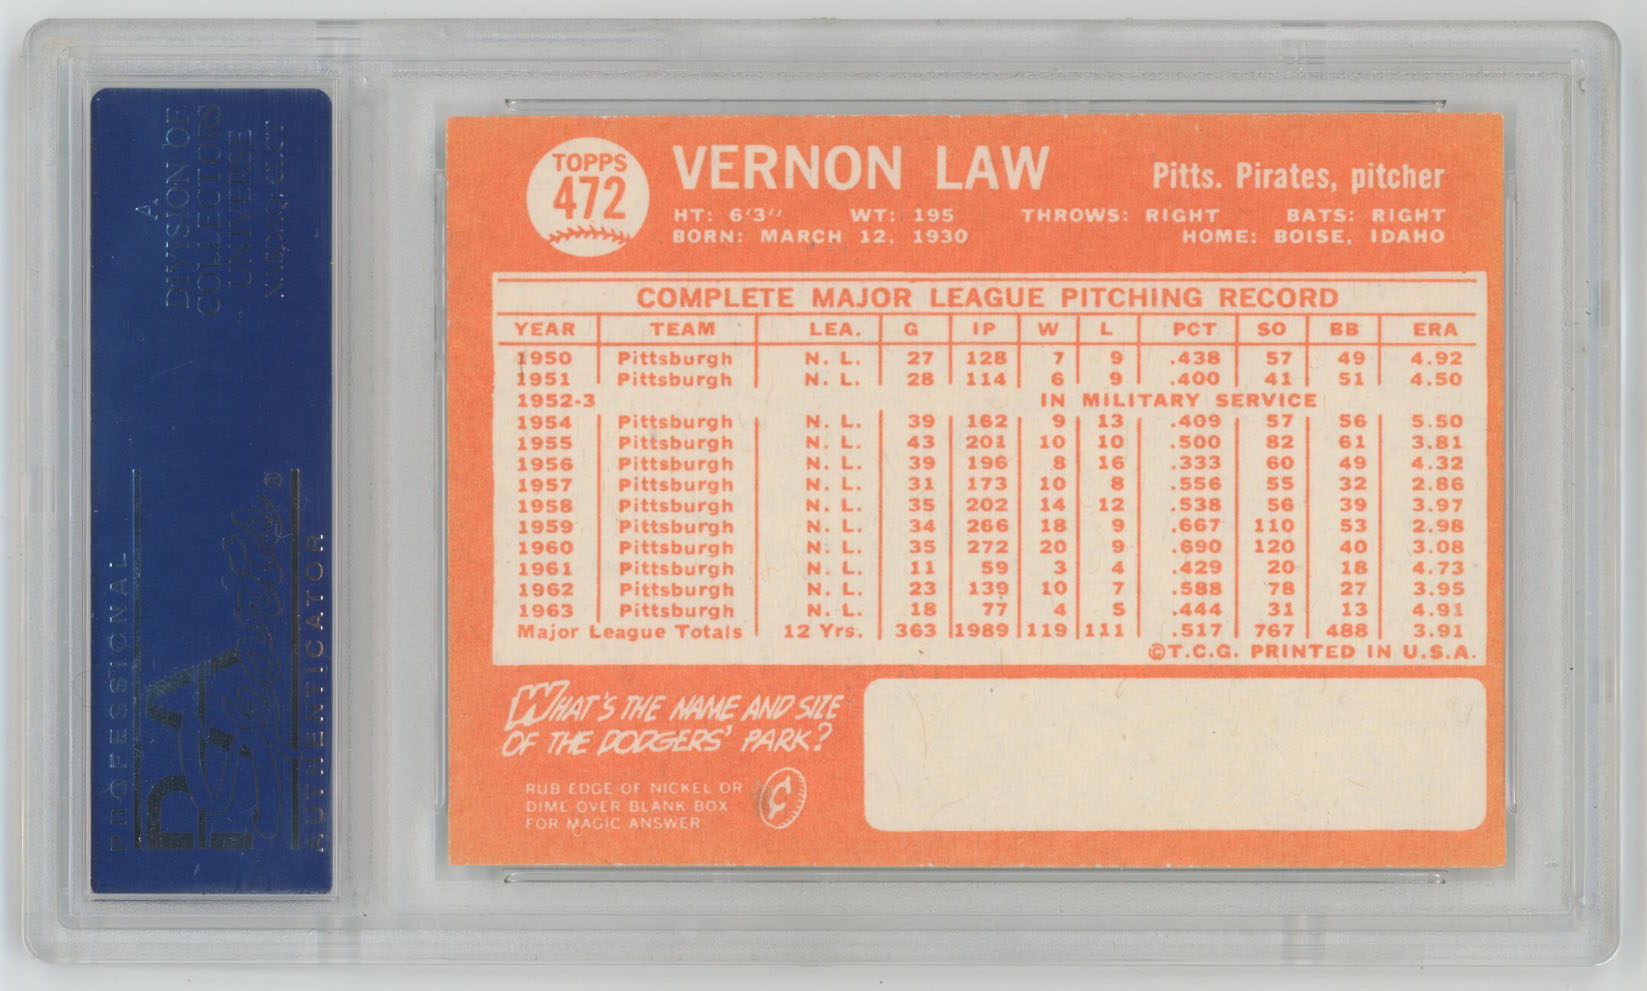 TOPPS
472
VERNON LAW
Pitts. Pirates, pitcher
HT: 6'3" WT: 195 THROWS: RIGHT BATS: RIGHT
BORN: MARCH 12, 1930 HOME: BOISE, IDAHO
COMPLETE MAJOR LEAGUE PITCHING RECORD
YEAR TEAM LEA. G IP W L PCT SO BB ERA
1950 Pittsburgh N. L. 27 128 7 9 .438 57 49 4.92
1951 Pittsburgh N. L. 28 114 6 9 .400 41 51 4.50
1952-3 IN MILITARY SERVICE
1954 Pittsburgh N. L. 39 162 9 13 .409 57 56 5.50
1955 Pittsburgh N. L. 43 201 10 10 .500 82 61 3.81
1956 Pittsburgh N. L. 39 196 8 16 .333 60 49 4.32
1957 Pittsburgh N. L. 31 173 10 8 .556 55 32 2.86
1958 Pittsburgh N. L. 35 202 14 12 .538 56 39 3.97
1959 Pittsburgh N. L. 34 266 18 9 .667 110 53 2.98
1960 Pittsburgh N. L. 35 272 20 9 .690 120 40 3.08
1961 Pittsburgh N. L. 11 59 3 4 .429 20 18 4.73
1962 Pittsburgh N. L. 23 139 10 7 .588 78 27 3.95
1963 Pittsburgh N. L. 18 77 4 5 .444 31 13 4.91
Major League Totals 12 Yrs. 363 1989 119 111 .517 767 488 3.91
©T.C.G. PRINTED IN U.S.A.
WHAT'S THE NAME AND SIZE
OF THE DODGERS' PARK?
RUB EDGE OF NICKEL OR
DIME OVER BLANK BOX
FOR MAGIC ANSWER
¢
PROFESSIONAL
PSA
Sports
AUTHENTICATOR
A
DIVISION OF
COLLECTORS
UNIVERSE
NASDAQ: CLCT